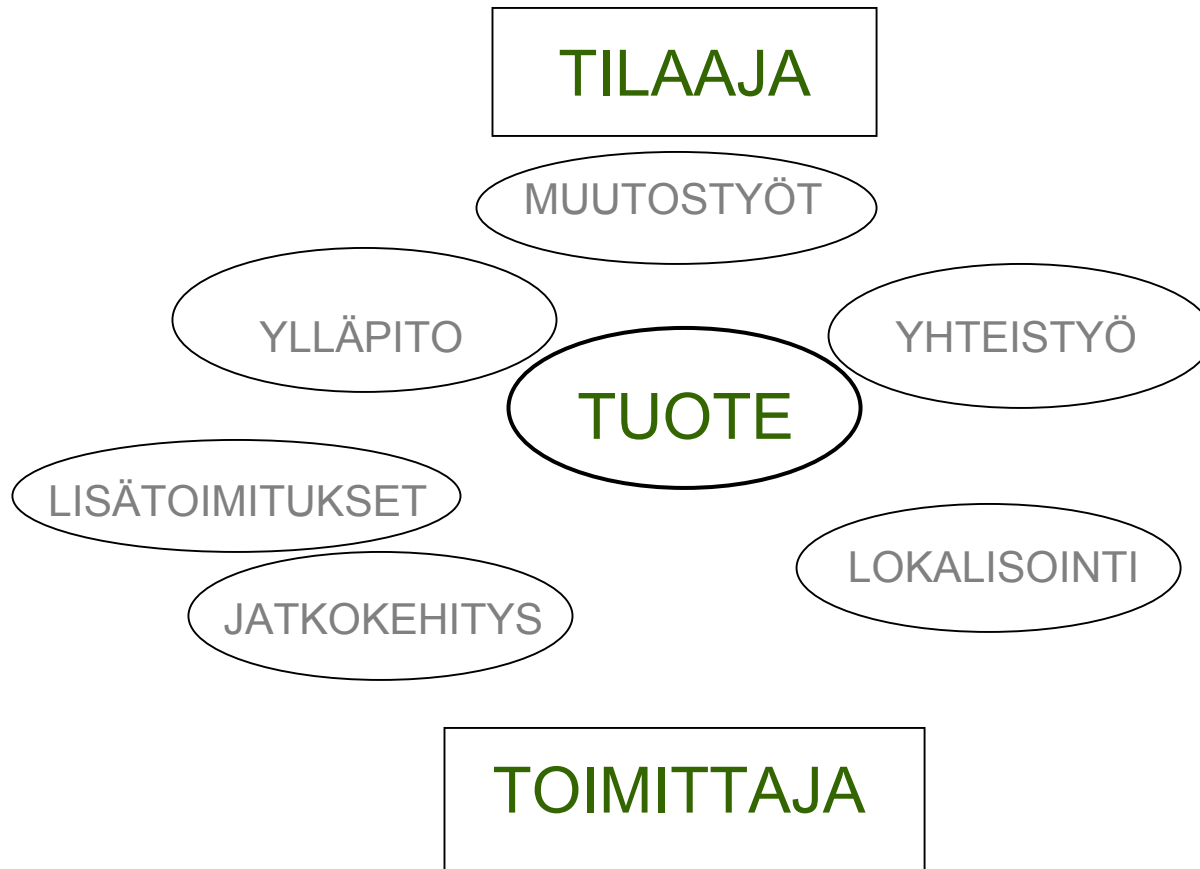 TILAAJA
MUUTOSTYÖT
YLLÄPITO
YHTEISTYÖ
TUOTE
LISÄTOIMITUKSET
LOKALISOINTI
JATKOKEHITYS
TOIMITTAJA